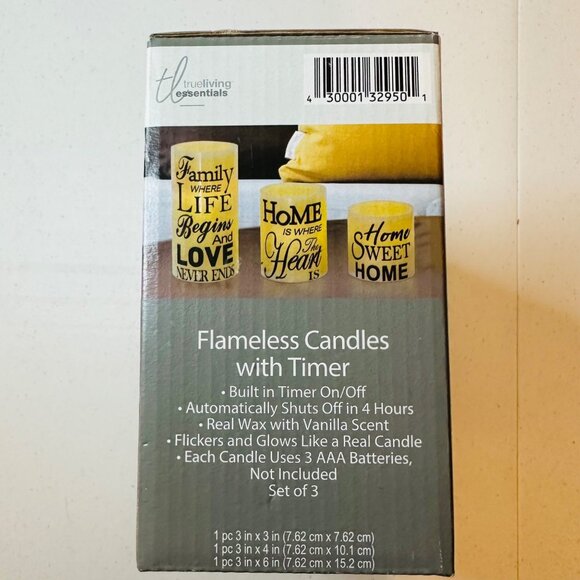 tl trueliving
essentials
4 30001 32950 1
Family
WHERE
LIFE
Begins
And
LOVE
NEVER ENDS
HOME
IS WHERE
The
Heart
IS
Home
SWEET
HOME
Flameless Candles
with Timer
• Built in Timer On/Off
• Automatically Shuts Off in 4 Hours
• Real Wax with Vanilla Scent
• Flickers and Glows Like a Real Candle
• Each Candle Uses 3 AAA Batteries,
Not Included
Set of 3
1 pc 3 in x 3 in (7.62 cm x 7.62 cm)
1 pc 3 in x 4 in (7.62 cm x 10.1 cm)
1 pc 3 in x 6 in (7.62 cm x 15.2 cm)